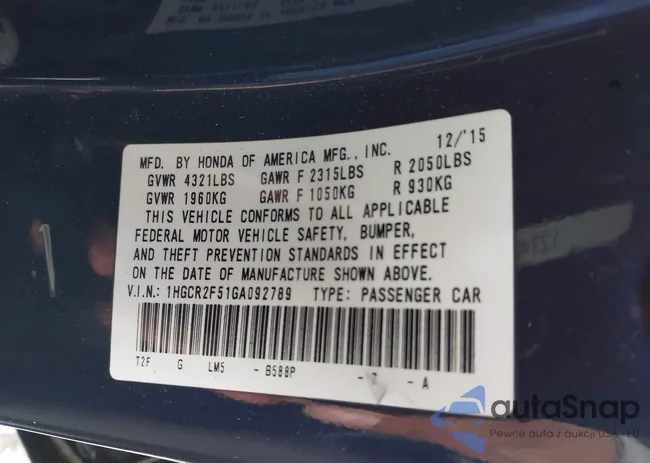 MFD. BY HONDA OF AMERICA MFG., INC. 12/'15
GVWR 4321LBS GAWR F 2315LBS R 2050LBS
GVWR 1960KG GAWR F 1050KG R 930KG
THIS VEHICLE CONFORMS TO ALL APPLICABLE
FEDERAL MOTOR VEHICLE SAFETY, BUMPER,
AND THEFT PREVENTION STANDARDS IN EFFECT
ON THE DATE OF MANUFACTURE SHOWN ABOVE.
V.I.N.: 1HGCR2F51GA092789 TYPE: PASSENGER CAR
T2F G LM5 - B588P - - A
autaSnap
Pewne auta z aukcji USA - EU